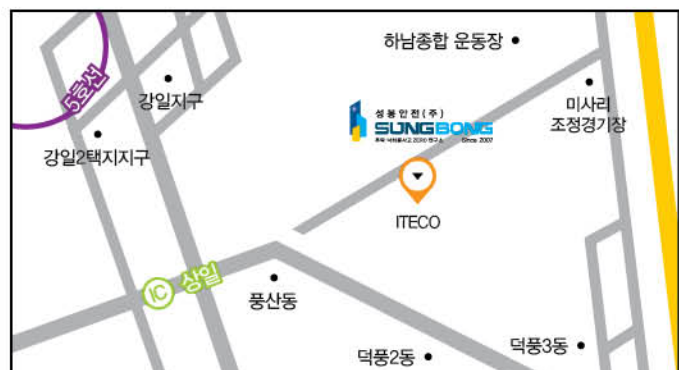 하남종합 운동장
5호선
강일지구
미사리
조정경기장
강일2택지지구
성봉안전(주)
SUNGBONG
Since 2007
ITECO
IC 상일
풍산동
덕풍2동
덕풍3동